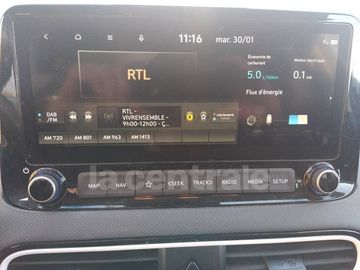 11:16 mar. 30/01
RTL
Économie de carburant
5.0 L/100km
Moteur électrique
0.1 kW
Flux d'énergie
DAB /FM
RTL -
VIVRENSEMBLE -
9h00-12h00 - Ç...
AM 720 AM 801 AM 963 AM 1413
la centrale
MAP NAV SEEK TRACK RADIO MEDIA SETUP